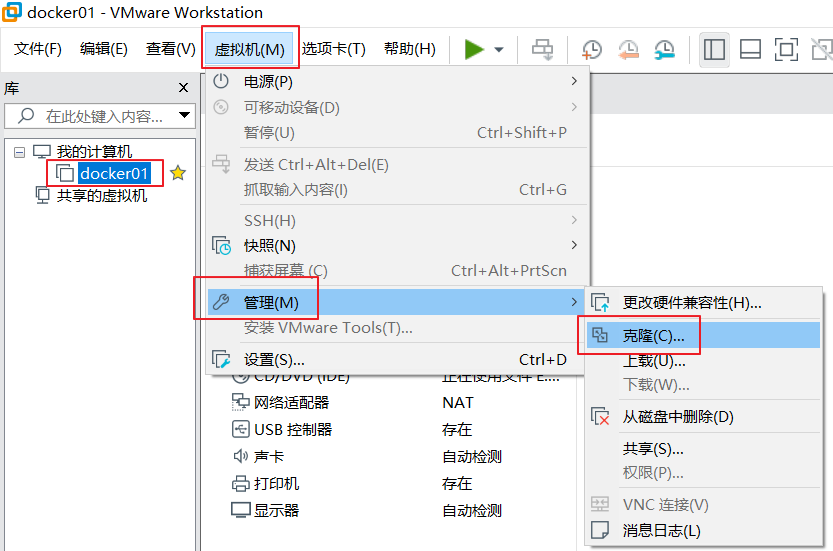 docker01 - VMware Workstation
文件(F) 编辑(E) 查看(V) 虚拟机(M) 选项卡(T) 帮助(H)
库
在此处键入内容...
我的计算机
docker01
共享的虚拟机
电源(P)
可移动设备(D)
暂停(U) Ctrl+Shift+P
发送 Ctrl+Alt+Del(E)
抓取输入内容(I) Ctrl+G
SSH(H)
快照(N)
捕获屏幕 (C) Ctrl+Alt+PrtScn
管理(M)
安装 VMware Tools(T)...
设置(S)... Ctrl+D
更改硬件兼容性(H)...
克隆(C)...
上载(U)...
下载(W)...
从磁盘中删除(D)
共享(S)...
权限(P)...
VNC 连接(V)
消息日志(L)
CD/DVD (IDE) 正在使用文件 E:...
网络适配器 NAT
USB 控制器 存在
声卡 自动检测
打印机 存在
显示器 自动检测